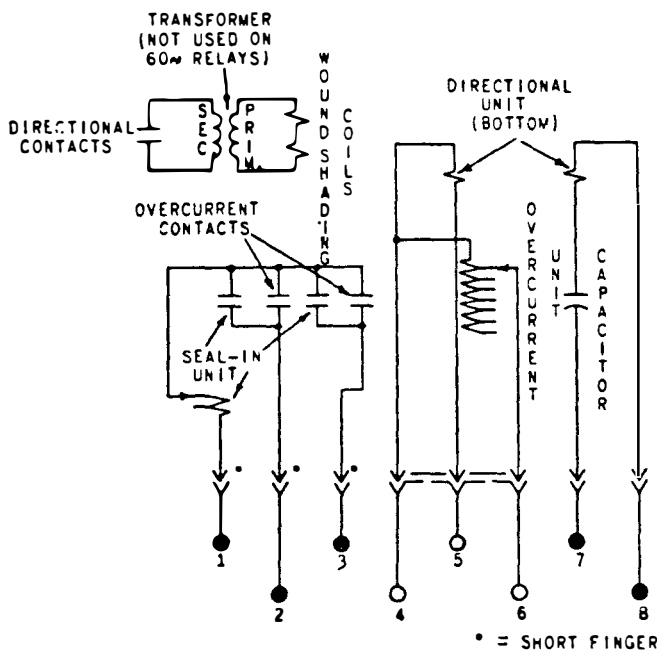 TRANSFORMER
(NOT USED ON
60~ RELAYS)
DIRECTIONAL
CONTACTS
SEC
PRIM.
WOUND SHADING
COILS
DIRECTIONAL
UNIT
(BOTTOM)
OVERCURRENT
CONTACTS
OVERCURRENT
UNIT
CAPACITOR
SEAL-IN
UNIT
* * *
1 3 5 7
2 4 6 8
* = SHORT FINGER